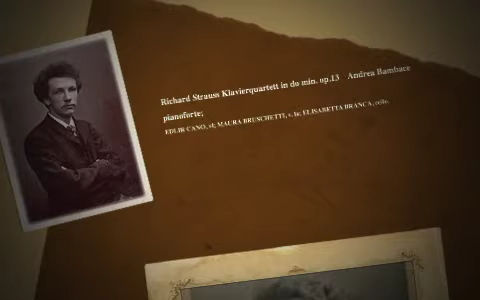 Richard Strauss Klavierquartett in do min. op.13 Andrea Bambace
pianoforte;
EDLIR CANO, vl; MAURA BRUSCHETTI, v.la; ELISABETTA BRANCA, cello.